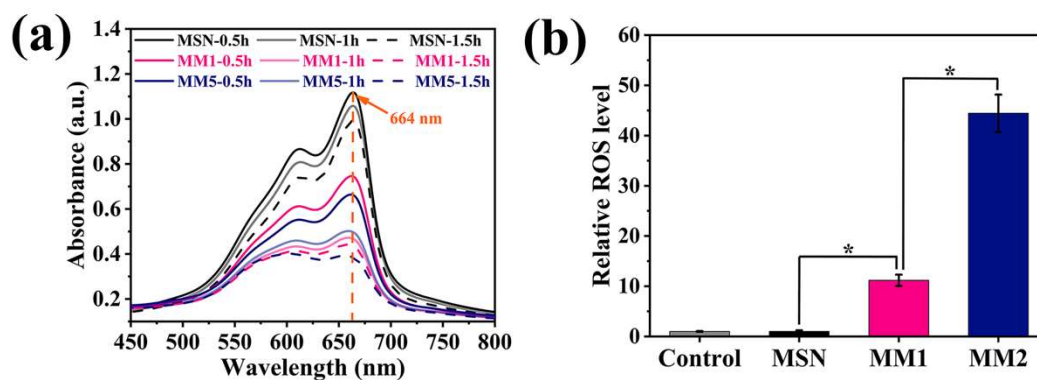 (a)
1.4
1.2
1.0
0.8
0.6
0.4
0.2
Absorbance (a.u.)
MSN-0.5h MSN-1h MSN-1.5h
MM1-0.5h MM1-1h MM1-1.5h
MM5-0.5h MM5-1h MM5-1.5h
664 nm
450 500 550 600 650 700 750 800
Wavelength (nm)
(b)
60
50
40
30
20
10
0
Relative ROS level
*
*
Control MSN MM1 MM2